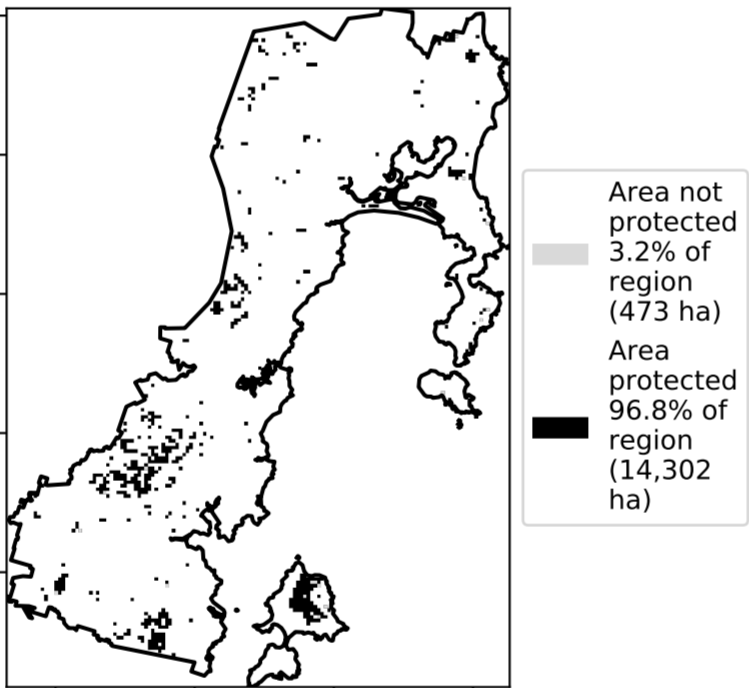 Area not
protected
3.2% of
region
(473 ha)
Area
protected
96.8% of
region
(14,302
ha)